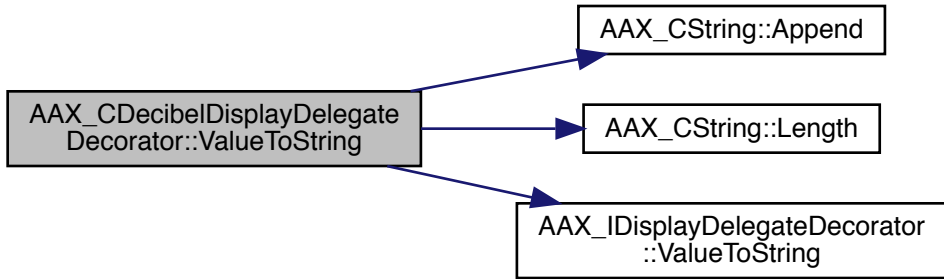 AAX_CDecibelDisplayDelegate
Decorator::ValueToString
AAX_CString::Append
AAX_CString::Length
AAX_IDisplayDelegateDecorator
::ValueToString